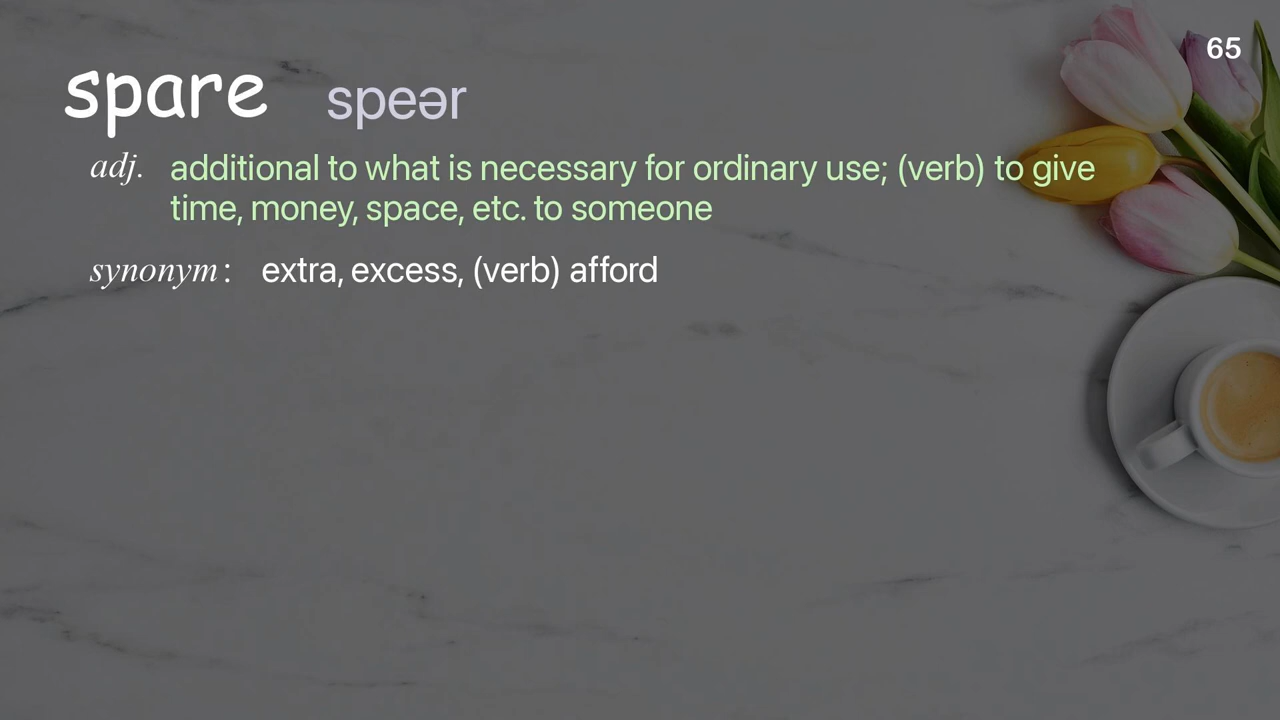 65
spare speər
adj. additional to what is necessary for ordinary use; (verb) to give
time, money, space, etc. to someone
synonym: extra, excess, (verb) afford